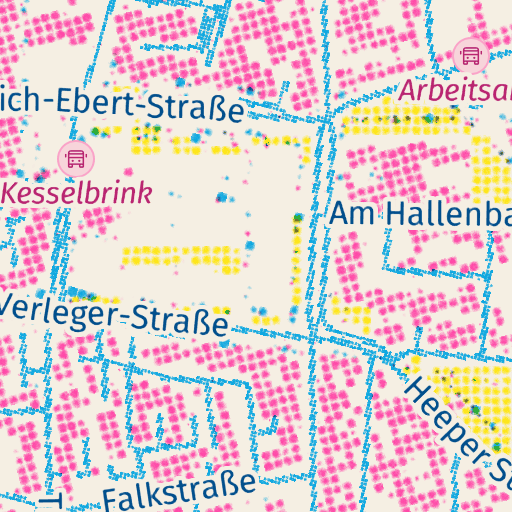 Arbeitsa
ich-Ebert-Straße
Kesselbrink
Am Hallenba
Verleger-Straße
Heeper St
Falkstraße
T